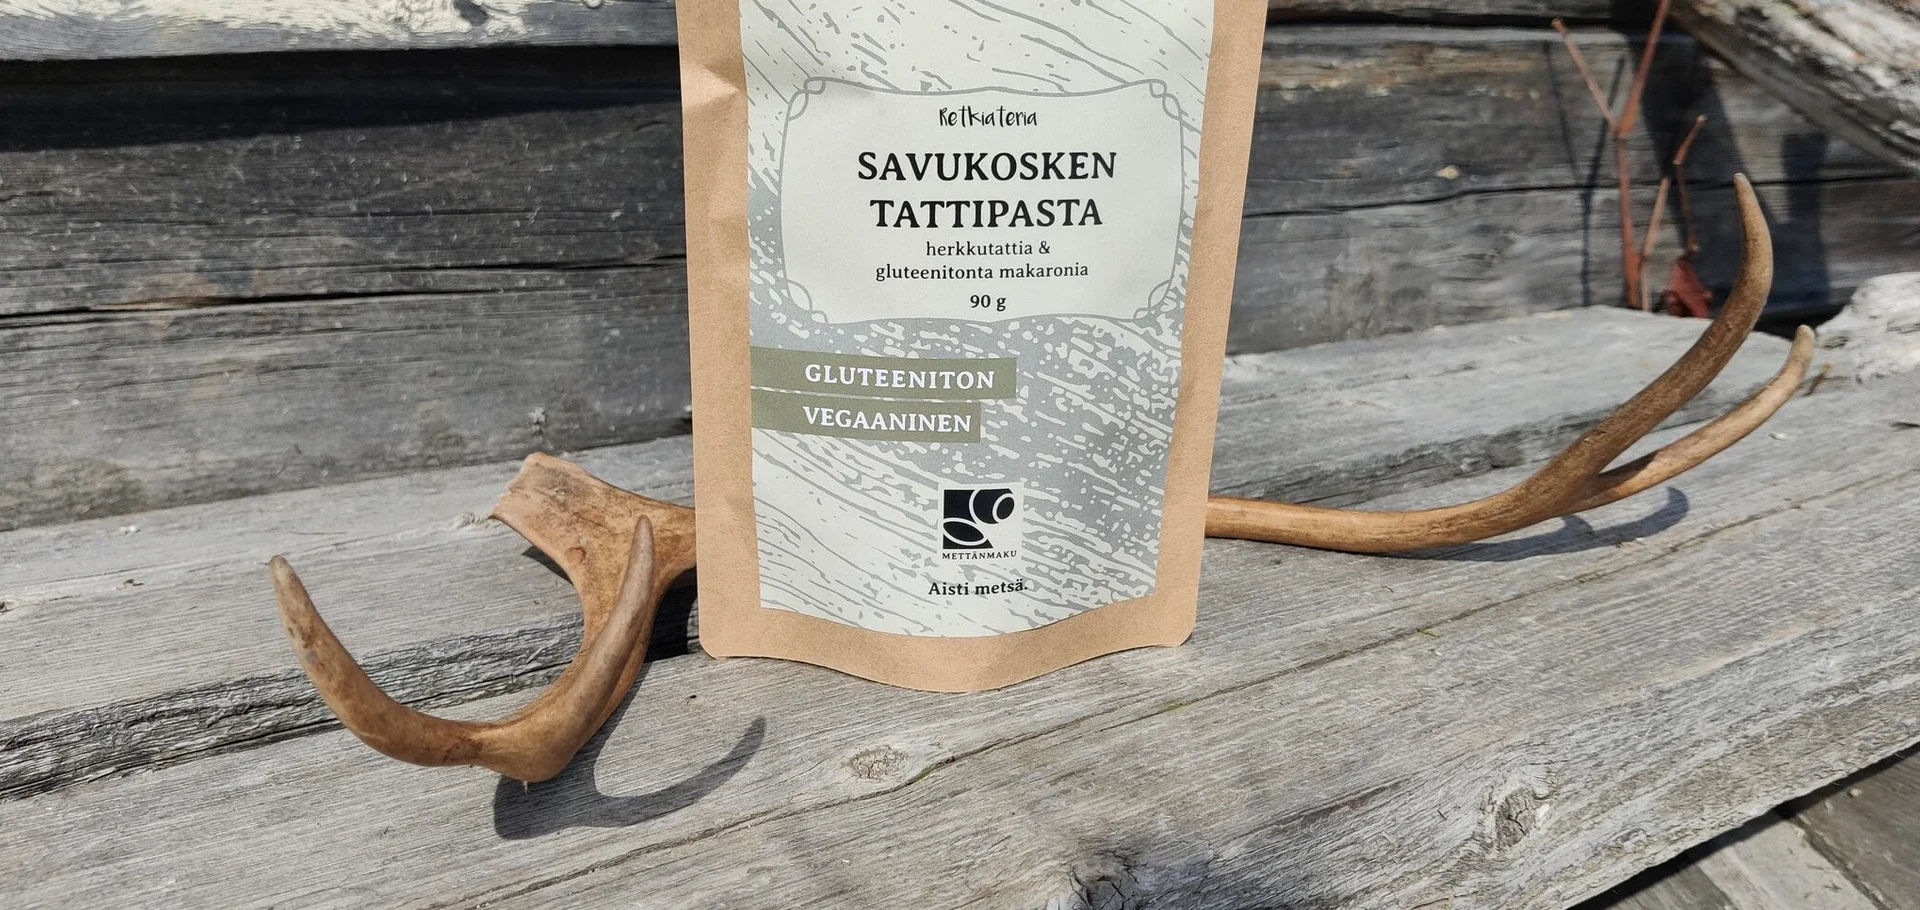 Retkiateria
SAVUKOSKEN
TATTIPASTA
herkkutattia &
gluteenitonta makaronia
90 g
GLUTEENITON
VEGAANINEN
METTÄNMAKU
Aisti metsä.